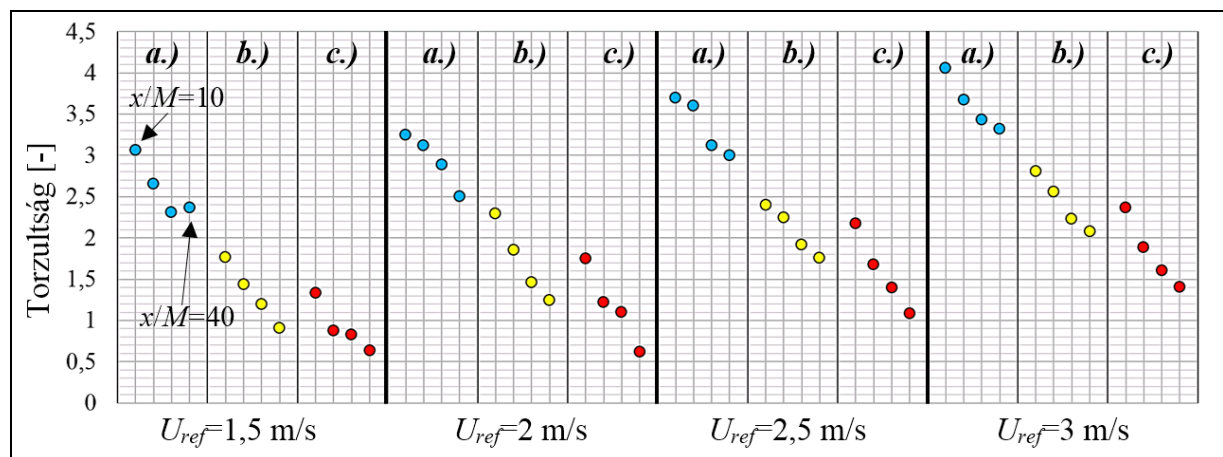 4,5
4
3,5
3
2,5
2
1,5
1
0,5
0
Torzultság [-]
a.) b.) c.) a.) b.) c.) a.) b.) c.) a.) b.) c.)
x/M=10
x/M=40
Uref=1,5 m/s Uref=2 m/s Uref=2,5 m/s Uref=3 m/s